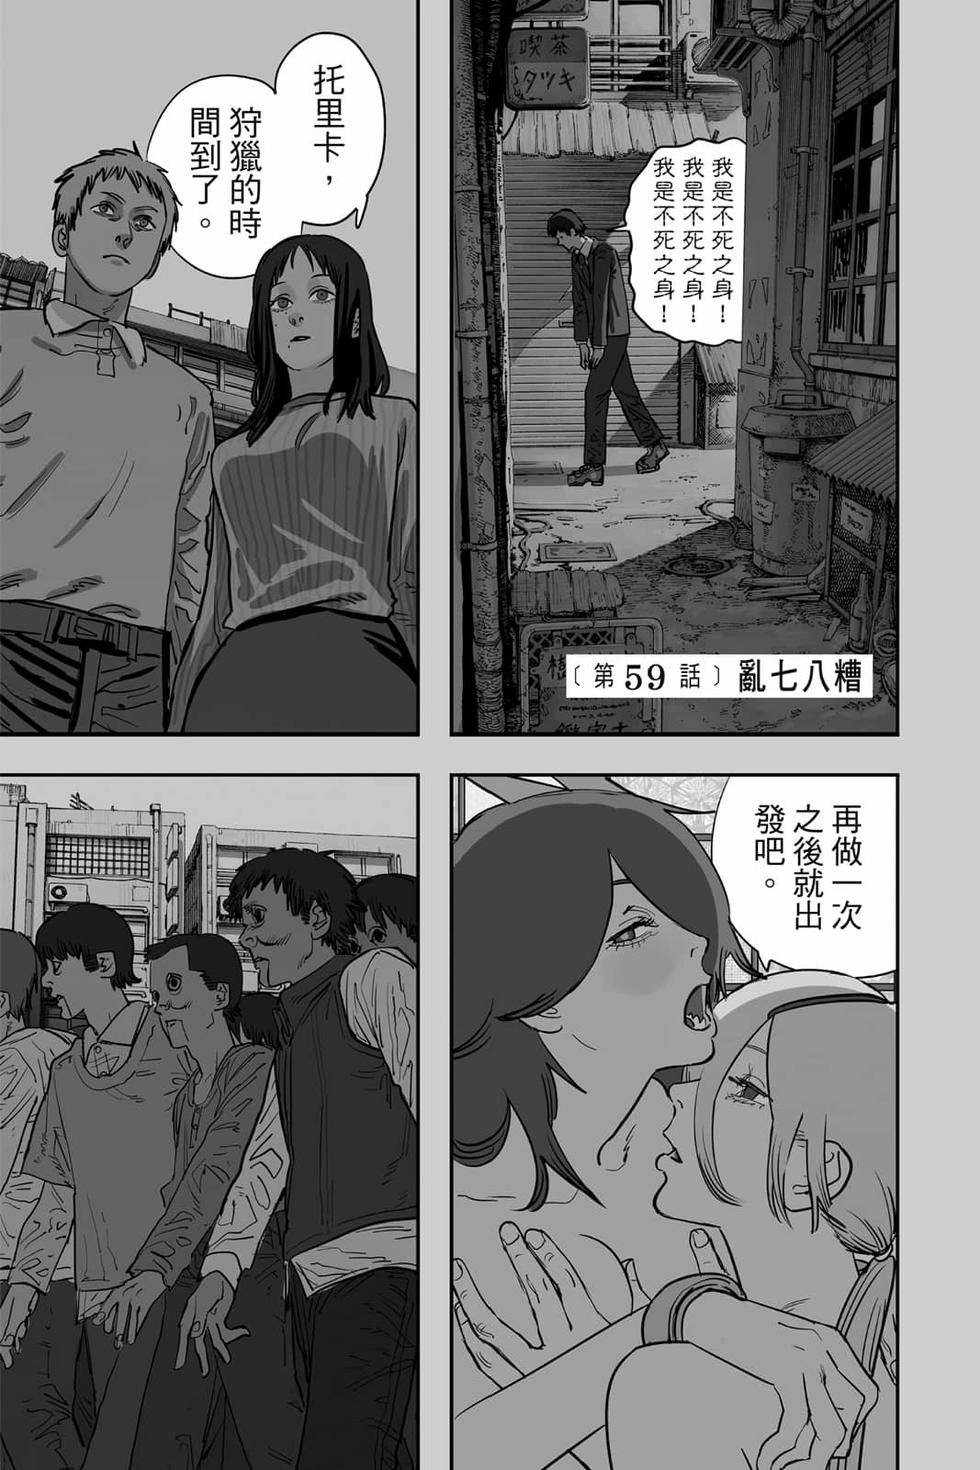 喫茶
タツキ
我是不死之身！
我是不死之身！
我是不死之身！
〔第59話〕亂七八糟
托里卡，
狩獵的時
間到了。
再做一次
之後就出
發吧。